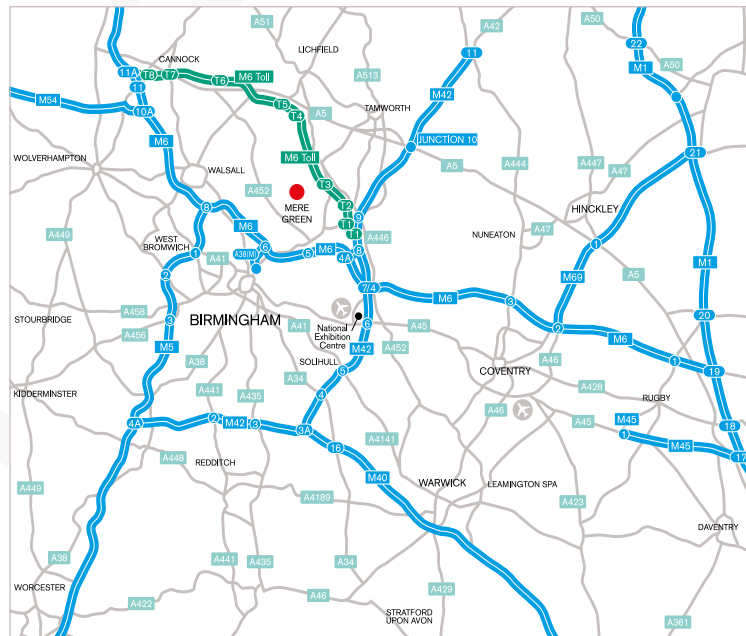 A51
A42
A50
22
CANNOCK
LICHFIELD
11
M1
A50
11A
T8
T7
T6
M6 Toll
A513
11
M42
M54
T5
10A
T4
A5
TAMWORTH
M6
JUNCTION 10
A444
A447
21
WOLVERHAMPTON
M6 Toll
A5
A47
WALSALL
T3
A452
MERE
GREEN
HINCKLEY
8
T2
9
T1
T1
A449
M6
A446
NUNEATON
A47
1
WEST
BROMWICH
6
5
M6
8
1
A41
A38(M)
4A
M69
M1
2
A5
7/4
M6
3
A458
20
STOURBRIDGE
3
BIRMINGHAM
A41
National
Exhibition
Centre
6
A45
2
A456
M6
M5
M42
A452
A46
1
A38
SOLIHULL
5
COVENTRY
19
A34
KIDDERMINSTER
A441
A435
4
A428
RUGBY
A46
4A
2
M42
3
3A
A45
M45
18
A4141
16
1
M45
17
A448
REDDITCH
M40
WARWICK
LEAMINGTON SPA
A449
A4189
A423
DAVENTRY
A38
A441
A435
A34
WORCESTER
A429
A422
A46
STRATFORD
UPON AVON
A361